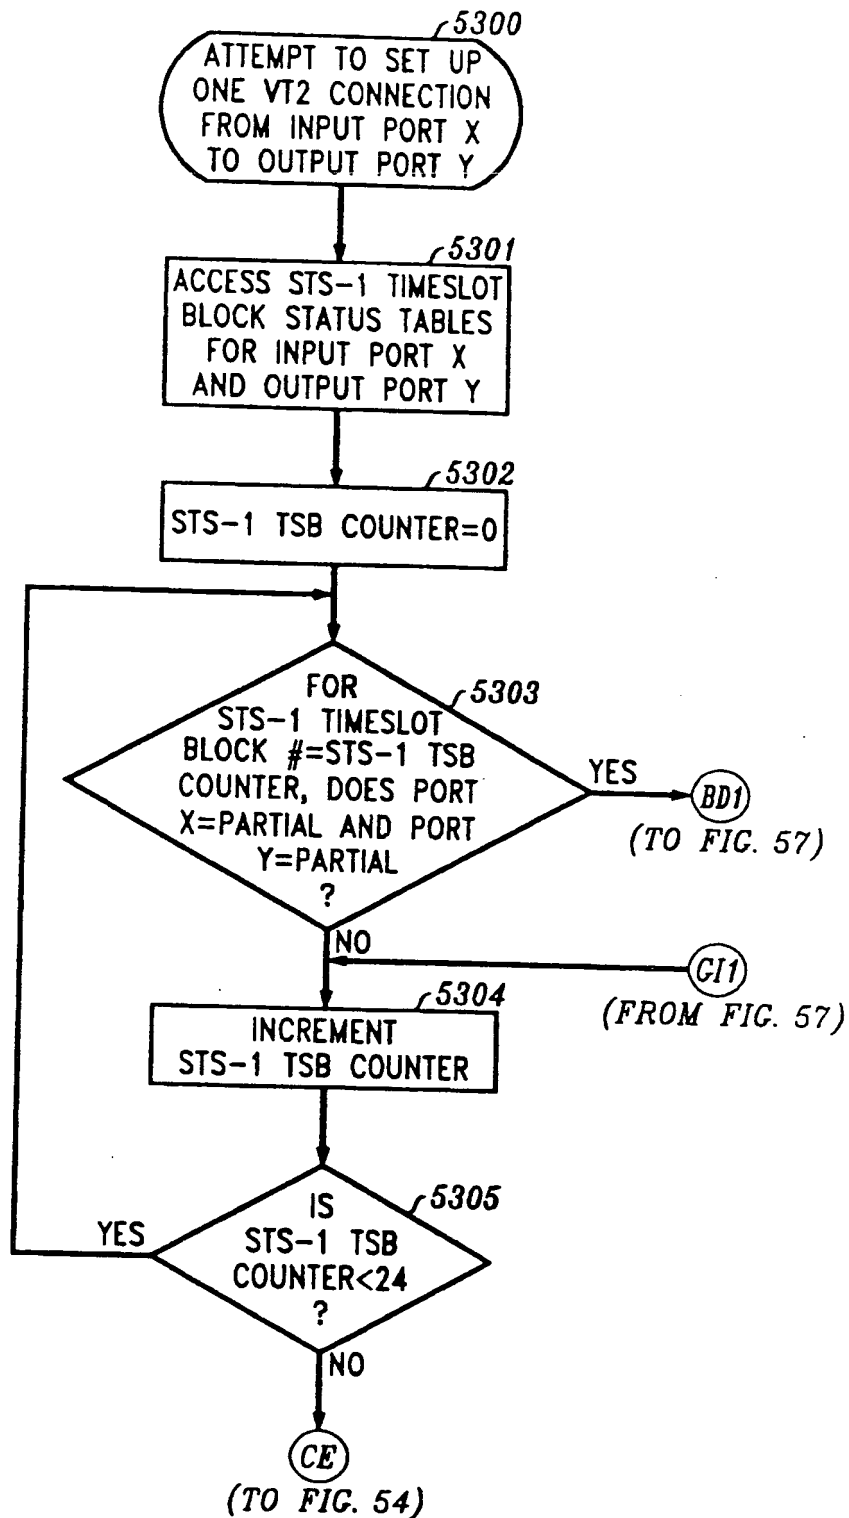 5300
ATTEMPT TO SET UP
ONE VT2 CONNECTION
FROM INPUT PORT X
TO OUTPUT PORT Y
5301
ACCESS STS-1 TIMESLOT
BLOCK STATUS TABLES
FOR INPUT PORT X
AND OUTPUT PORT Y
5302
STS-1 TSB COUNTER=0
5303
FOR
STS-1 TIMESLOT
BLOCK #=STS-1 TSB
COUNTER, DOES PORT
X=PARTIAL AND PORT
Y=PARTIAL
?
YES
BD1
(TO FIG. 57)
NO
GI1
(FROM FIG. 57)
5304
INCREMENT
STS-1 TSB COUNTER
5305
IS
STS-1 TSB
COUNTER<24
?
YES
NO
CE
(TO FIG. 54)